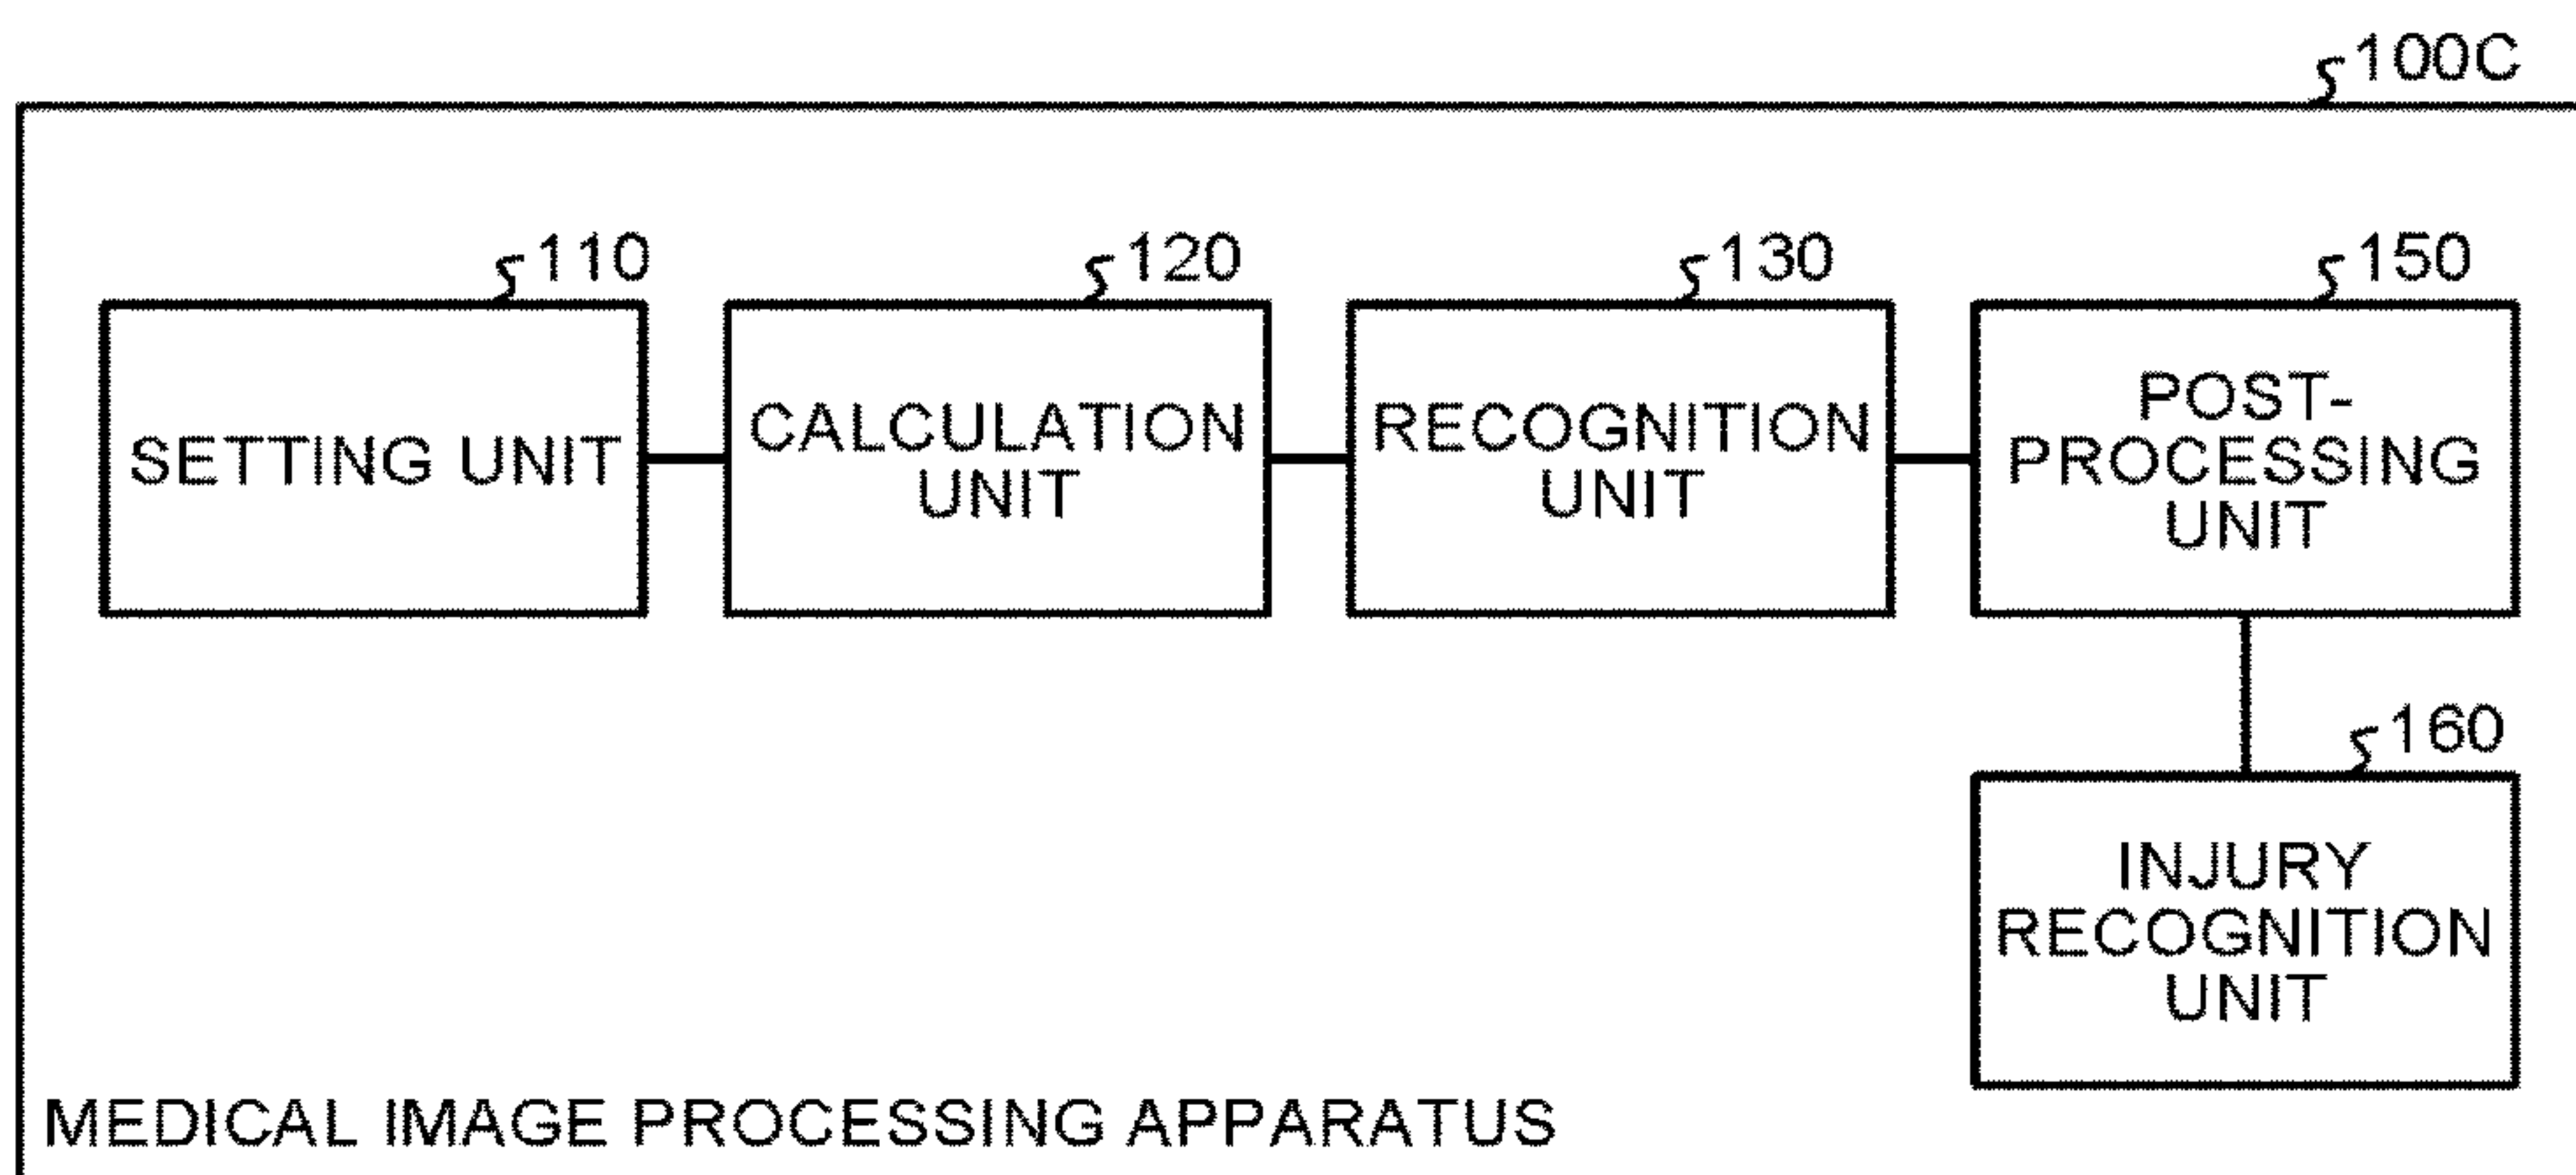 100C
110
120
130
150
SETTING UNIT
CALCULATION
UNIT
RECOGNITION
UNIT
POST-
PROCESSING
UNIT
160
INJURY
RECOGNITION
UNIT
MEDICAL IMAGE PROCESSING APPARATUS